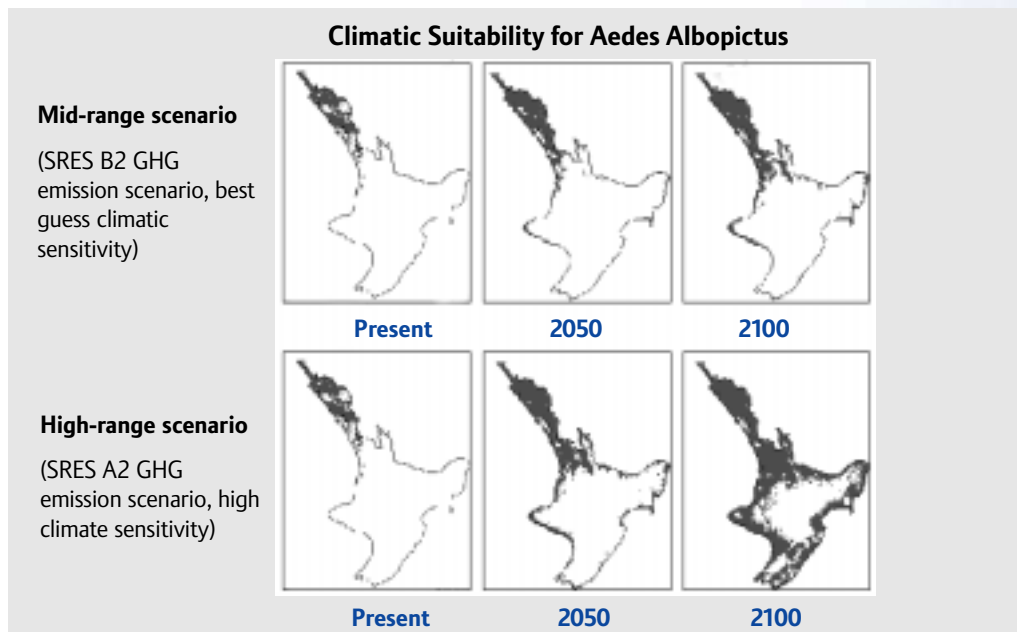 Climatic Suitability for Aedes Albopictus
Mid-range scenario
(SRES B2 GHG
emission scenario, best
guess climatic
sensitivity)
Present
2050
2100
High-range scenario
(SRES A2 GHG
emission scenario, high
climate sensitivity)
Present
2050
2100